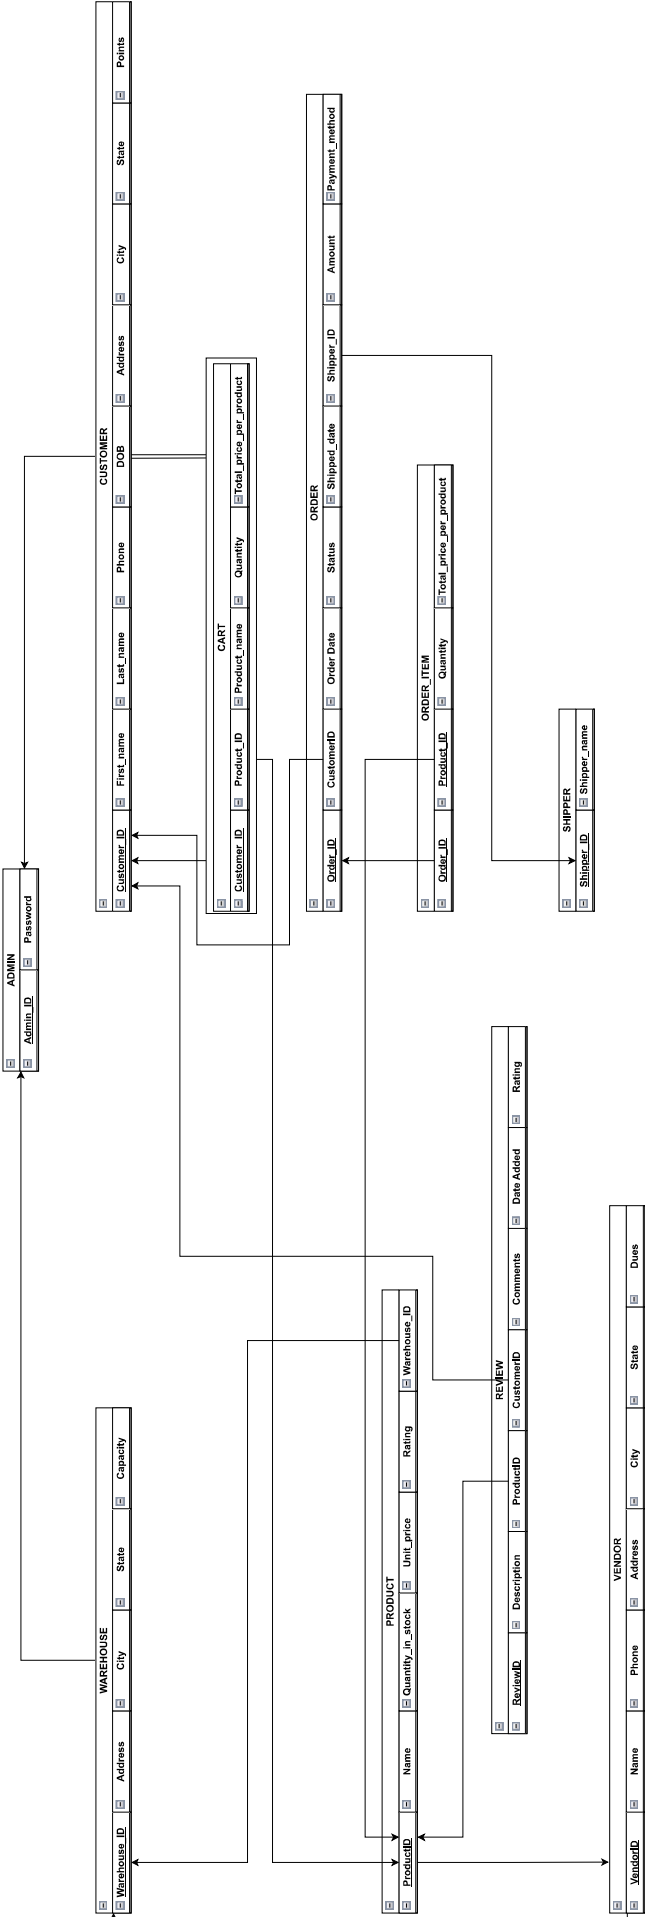 ADMIN
Admin_ID Password
WAREHOUSE
Warehouse_ID Address City State Capacity
CUSTOMER
Customer_ID First_name Last_name Phone DOB Address City State Points
CART
Customer_ID Product_ID Product_name Quantity Total_price_per_product
ORDER
Order_ID CustomerID Order Date Status Shipped_date Shipper_ID Amount Payment_method
PRODUCT
ProductID Name Quantity_in_stock Unit_price Rating Warehouse_ID
ORDER_ITEM
Order_ID Product_ID Quantity Total_price_per_product
REVIEW
ReviewID Description ProductID CustomerID Comments Date Added Rating
SHIPPER
Shipper_ID Shipper_name
VENDOR
VendorID Name Phone Address City State Dues